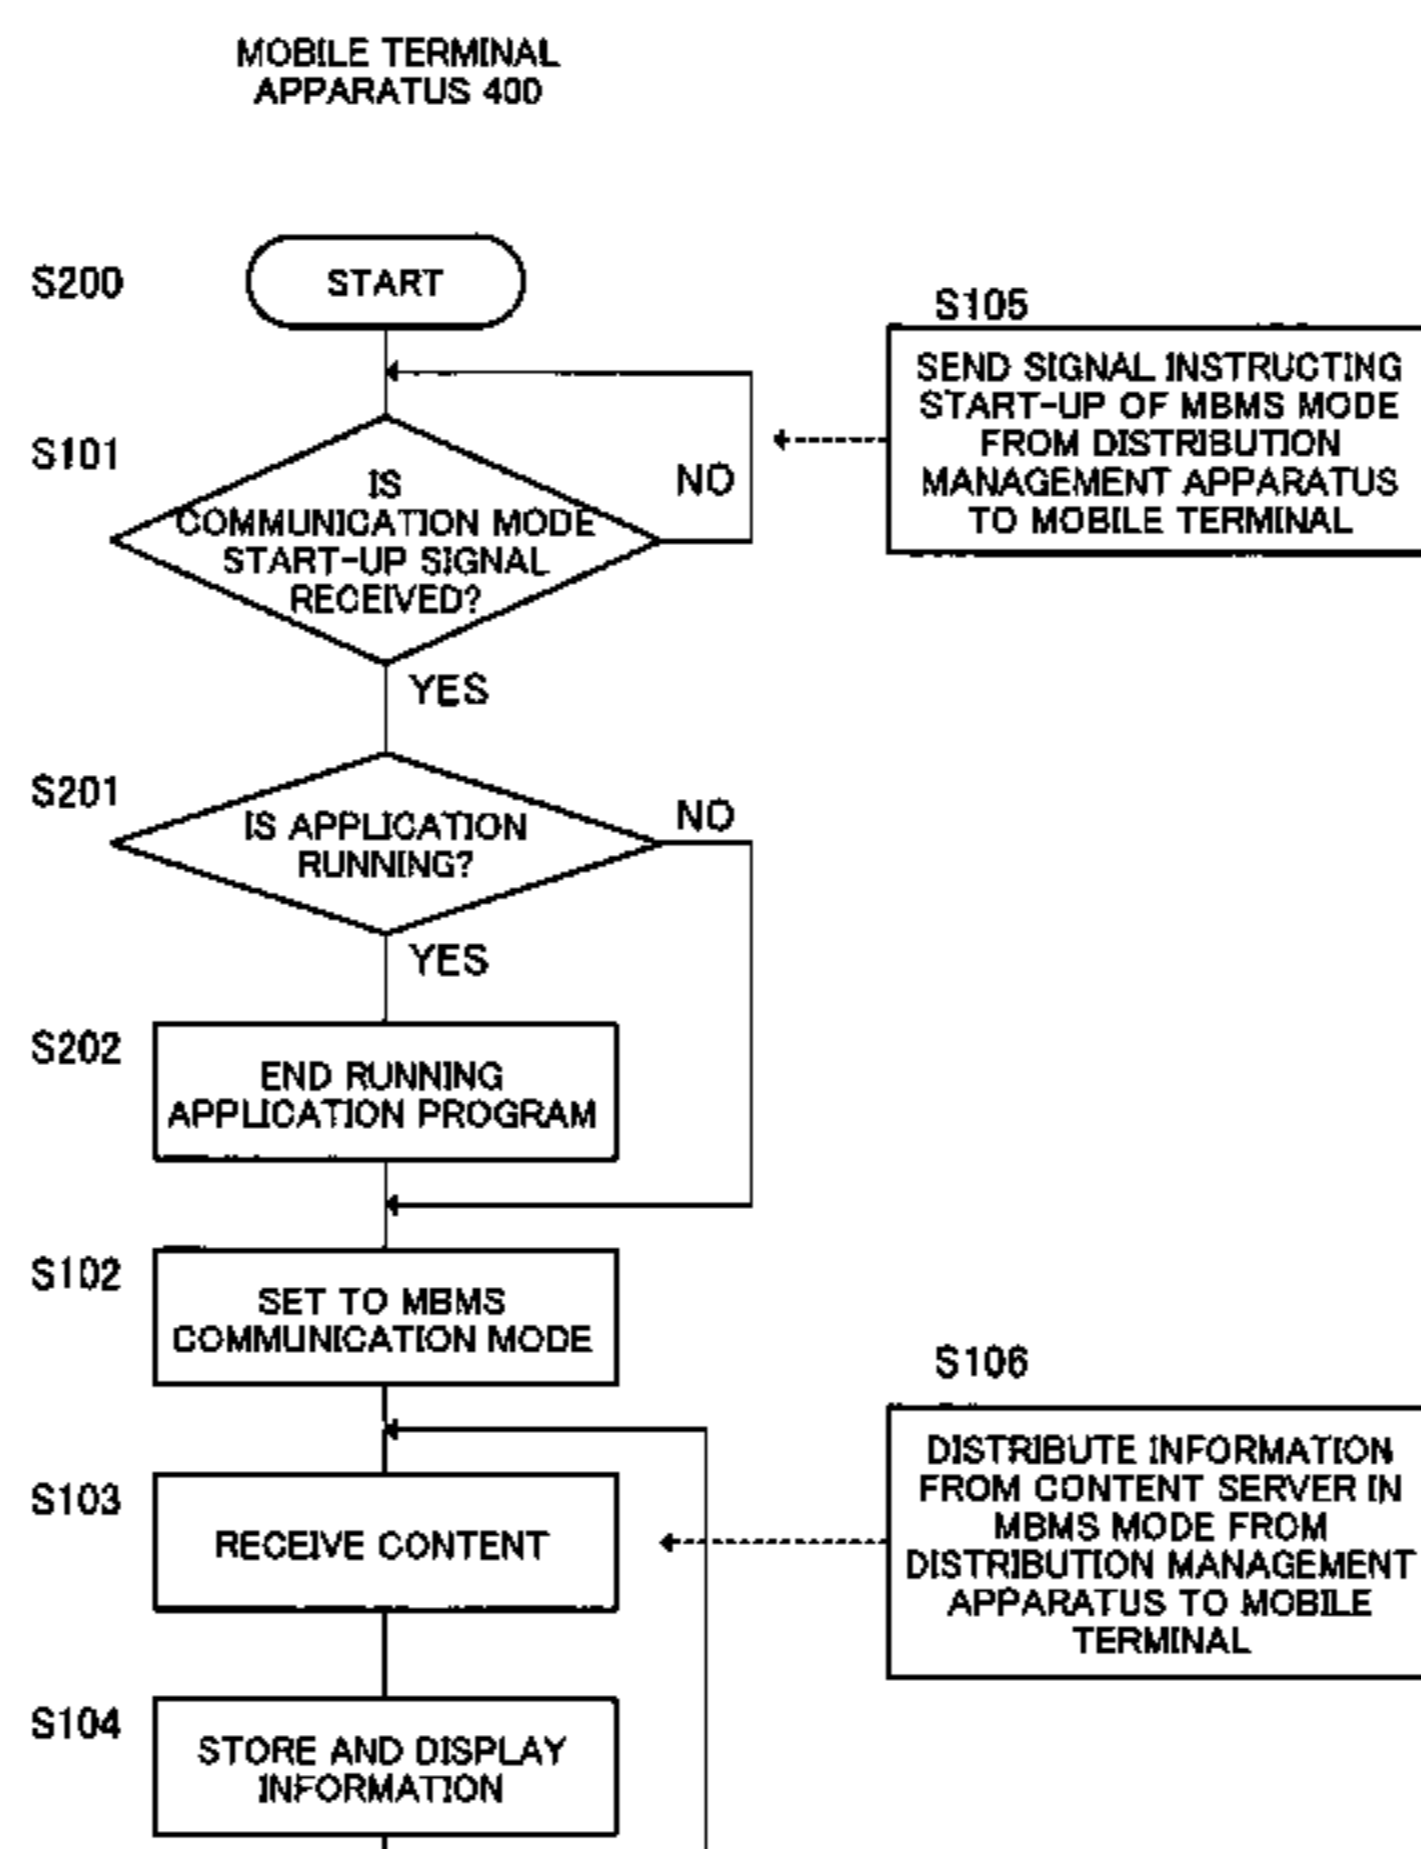 MOBILE TERMINAL
APPARATUS 400
S200
START
S105
SEND SIGNAL INSTRUCTING
START-UP OF MBMS MODE
FROM DISTRIBUTION
MANAGEMENT APPARATUS
TO MOBILE TERMINAL
S101
IS
COMMUNICATION MODE
START-UP SIGNAL
RECEIVED?
NO
YES
S201
IS APPLICATION
RUNNING?
NO
YES
S202
END RUNNING
APPLICATION PROGRAM
S102
SET TO MBMS
COMMUNICATION MODE
S106
DISTRIBUTE INFORMATION
FROM CONTENT SERVER IN
MBMS MODE FROM
DISTRIBUTION MANAGEMENT
APPARATUS TO MOBILE
TERMINAL
S103
RECEIVE CONTENT
S104
STORE AND DISPLAY
INFORMATION